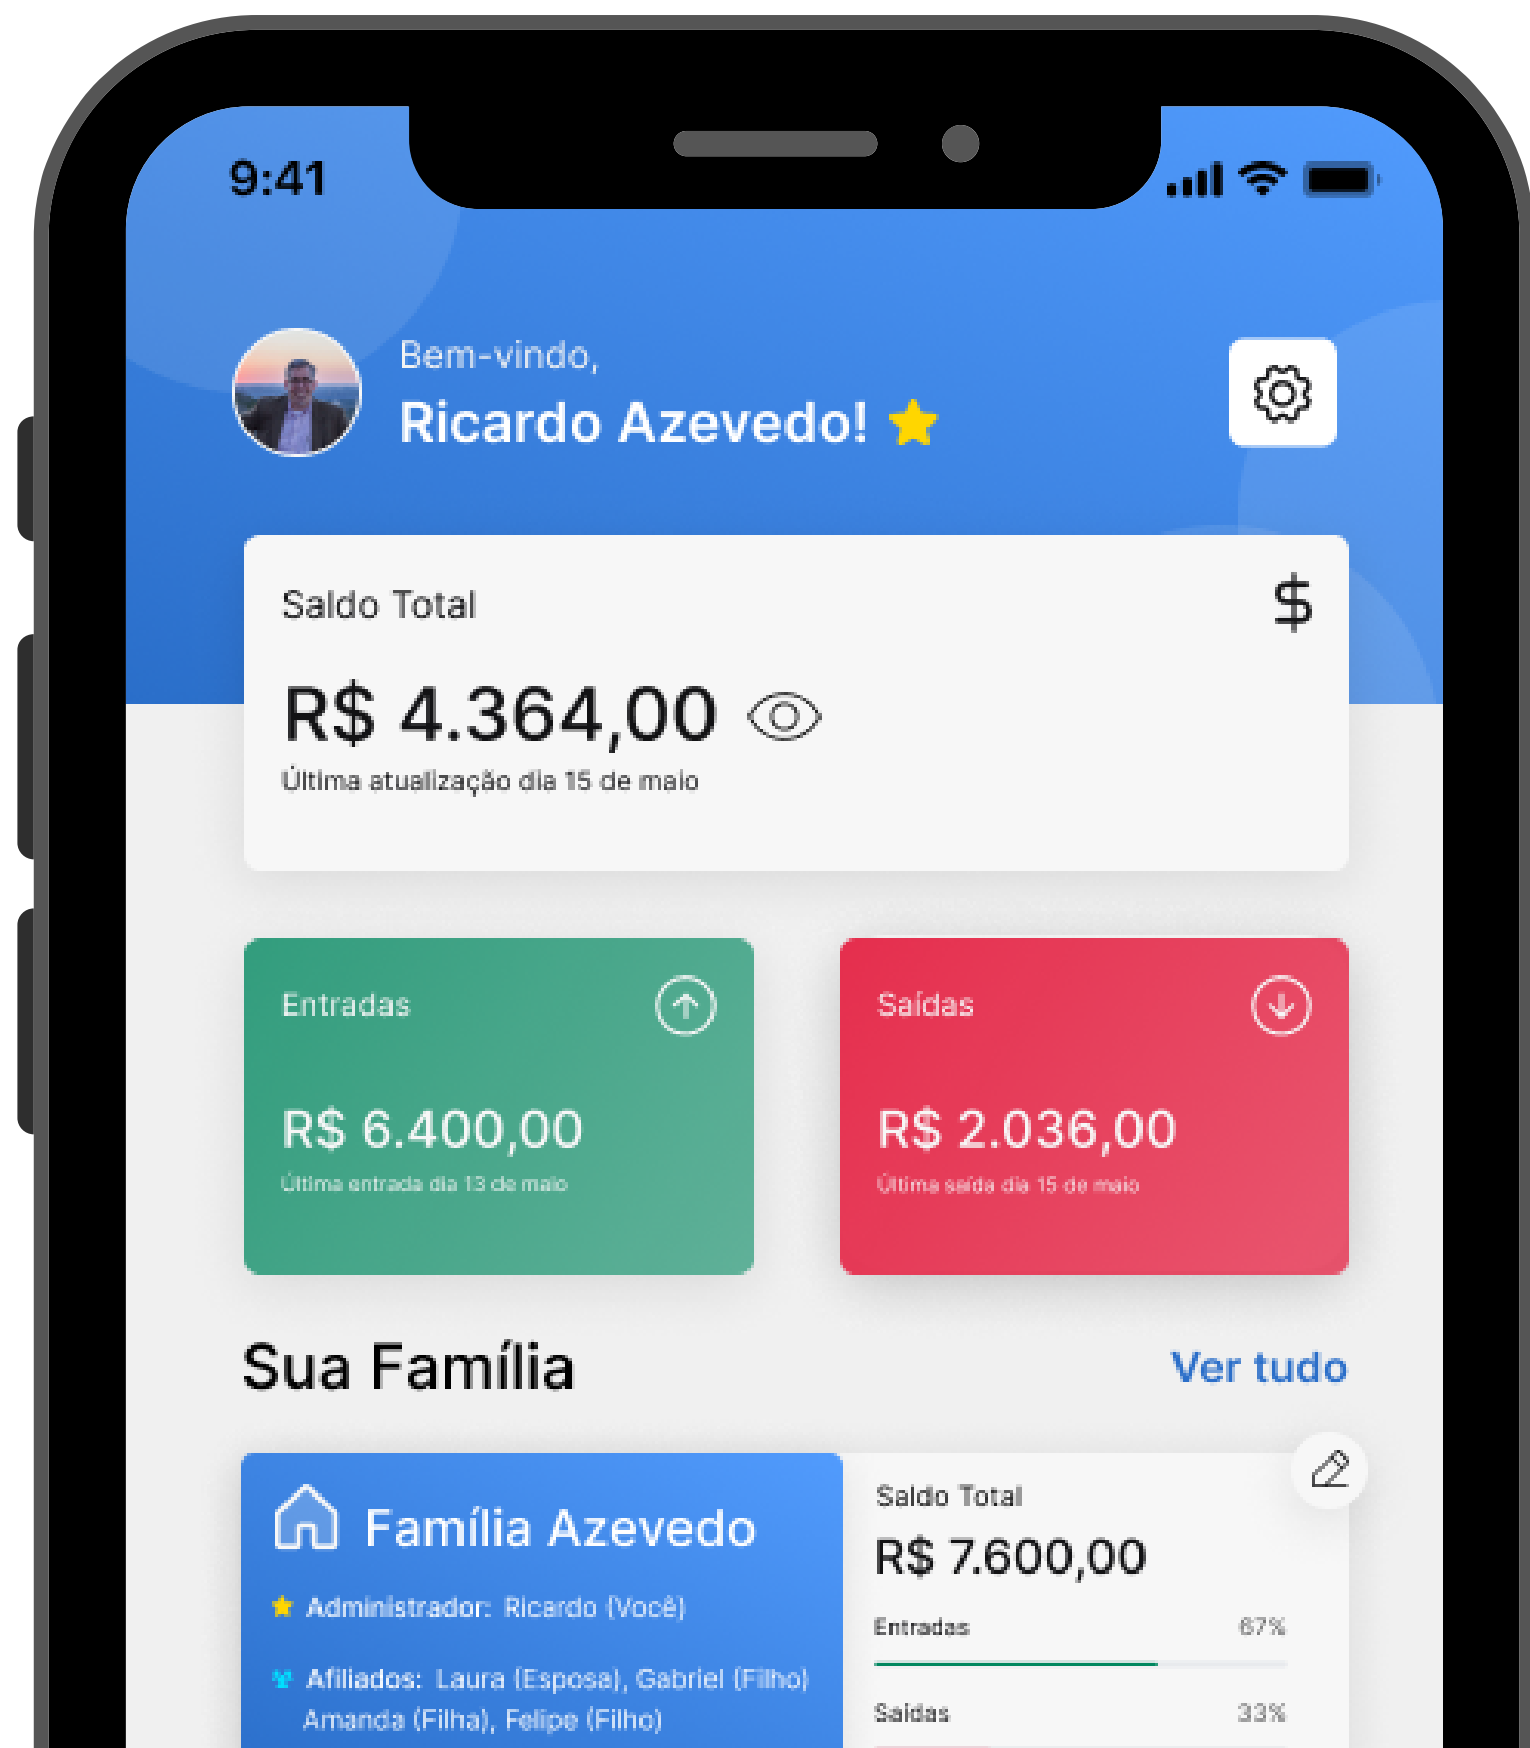 9:41
Bem-vindo,
Ricardo Azevedo!
Saldo Total
$
R$ 4.364,00
Última atualização dia 15 de maio
Entradas
R$ 6.400,00
Última entrada dia 13 de maio
Saídas
R$ 2.036,00
Última saída dia 15 de maio
Sua Família
Ver tudo
Família Azevedo
Administrador: Ricardo (Você)
Afiliados: Laura (Esposa), Gabriel (Filho)
Amanda (Filha), Felipe (Filho)
Saldo Total
R$ 7.600,00
Entradas 67%
Saídas 33%